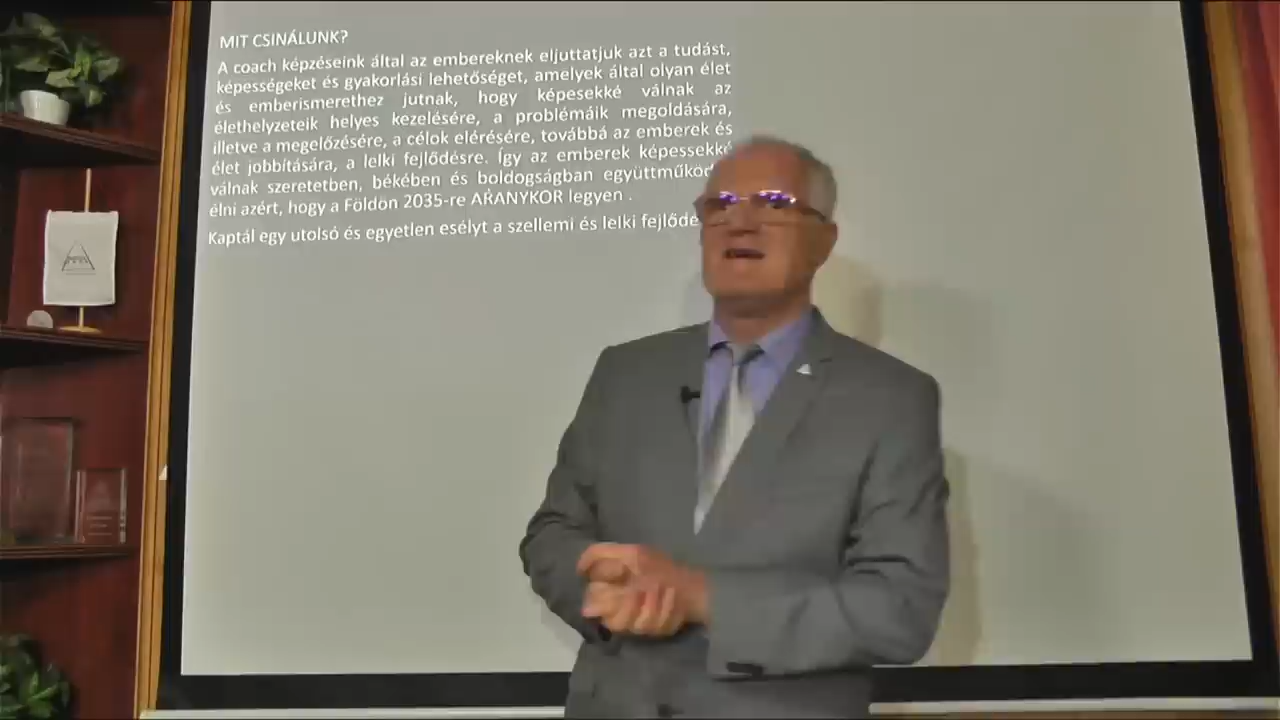 MIT CSINÁLUNK?
A coach képzéseink által az embereknek eljuttatjuk azt a tudást,
képességeket és gyakorlási lehetőséget, amelyek által olyan élet
és emberismerethez jutnak, hogy képesekké válnak az
élethelyzeteik helyes kezelésére, a problémáik megoldására,
illetve a megelőzésére, a célok elérésére, továbbá az emberek és
élet jobbítására, a lelki fejlődésre. Így az emberek képessekké
válnak szeretetben, békében és boldogságban együttműköd
élni azért, hogy a Földön 2035-re ARANYKOR legyen .
Kaptál egy utolsó és egyetlen esélyt a szellemi és lelki fejlőde